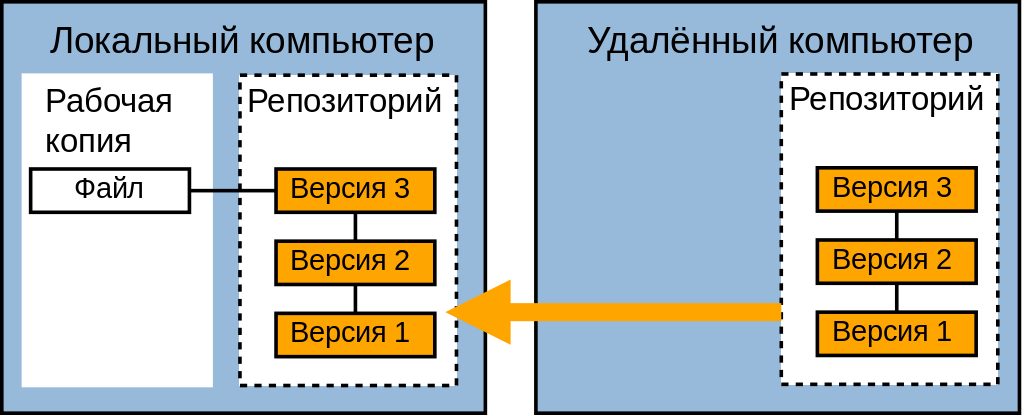 Локальный компьютер
Рабочая
копия
Файл
Репозиторий
Версия 3
Версия 2
Версия 1
Удалённый компьютер
Репозиторий
Версия 3
Версия 2
Версия 1